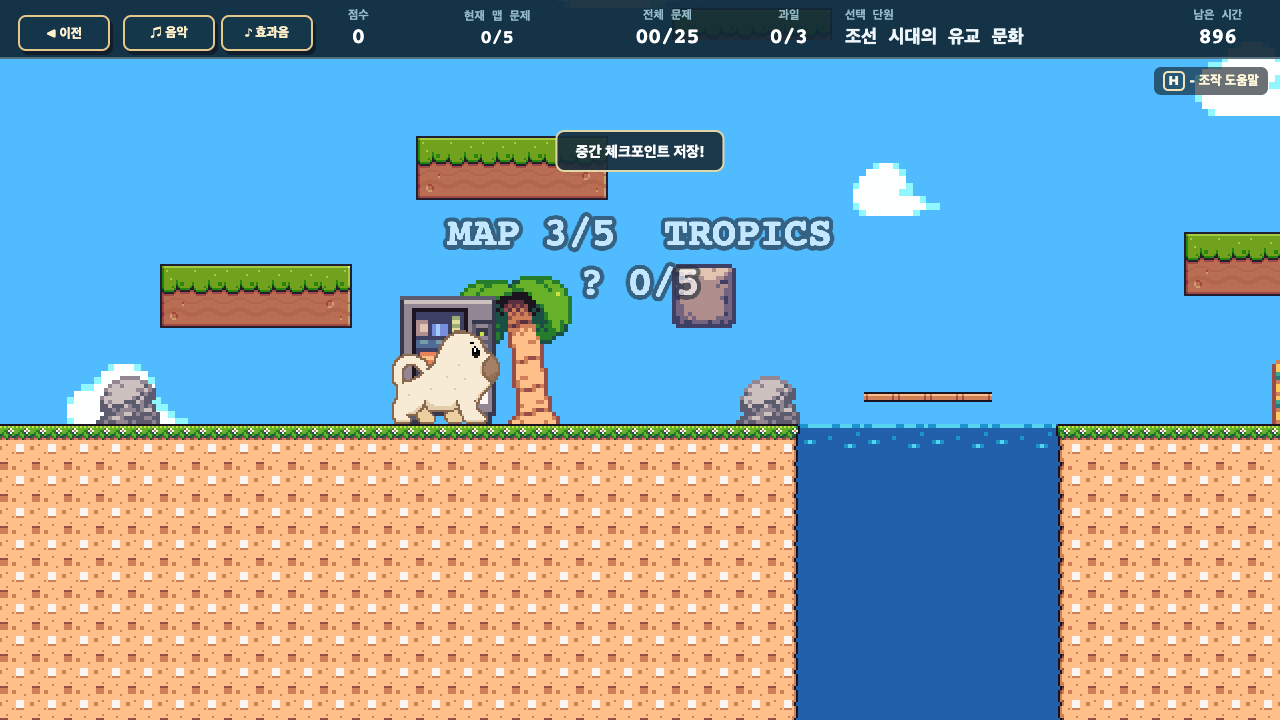 ◀ 이전
♫ 음악
♪ 효과음
점수
0
현재 맵 문제
0/5
전체 문제
00/25
과일
0/3
선택 단원
조선 시대의 유교 문화
남은 시간
896
H - 조작 도움말
중간 체크포인트 저장!
MAP 3/5 TROPICS
? 0/5